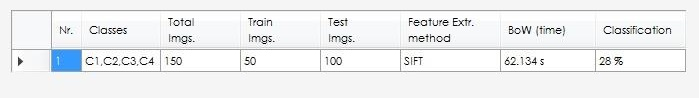 Nr. Classes Total Imgs. Train Imgs. Test Imgs. Feature Extr. method BoW (time) Classification
1 C1,C2,C3,C4 150 50 100 SIFT 62.134 s 28 %